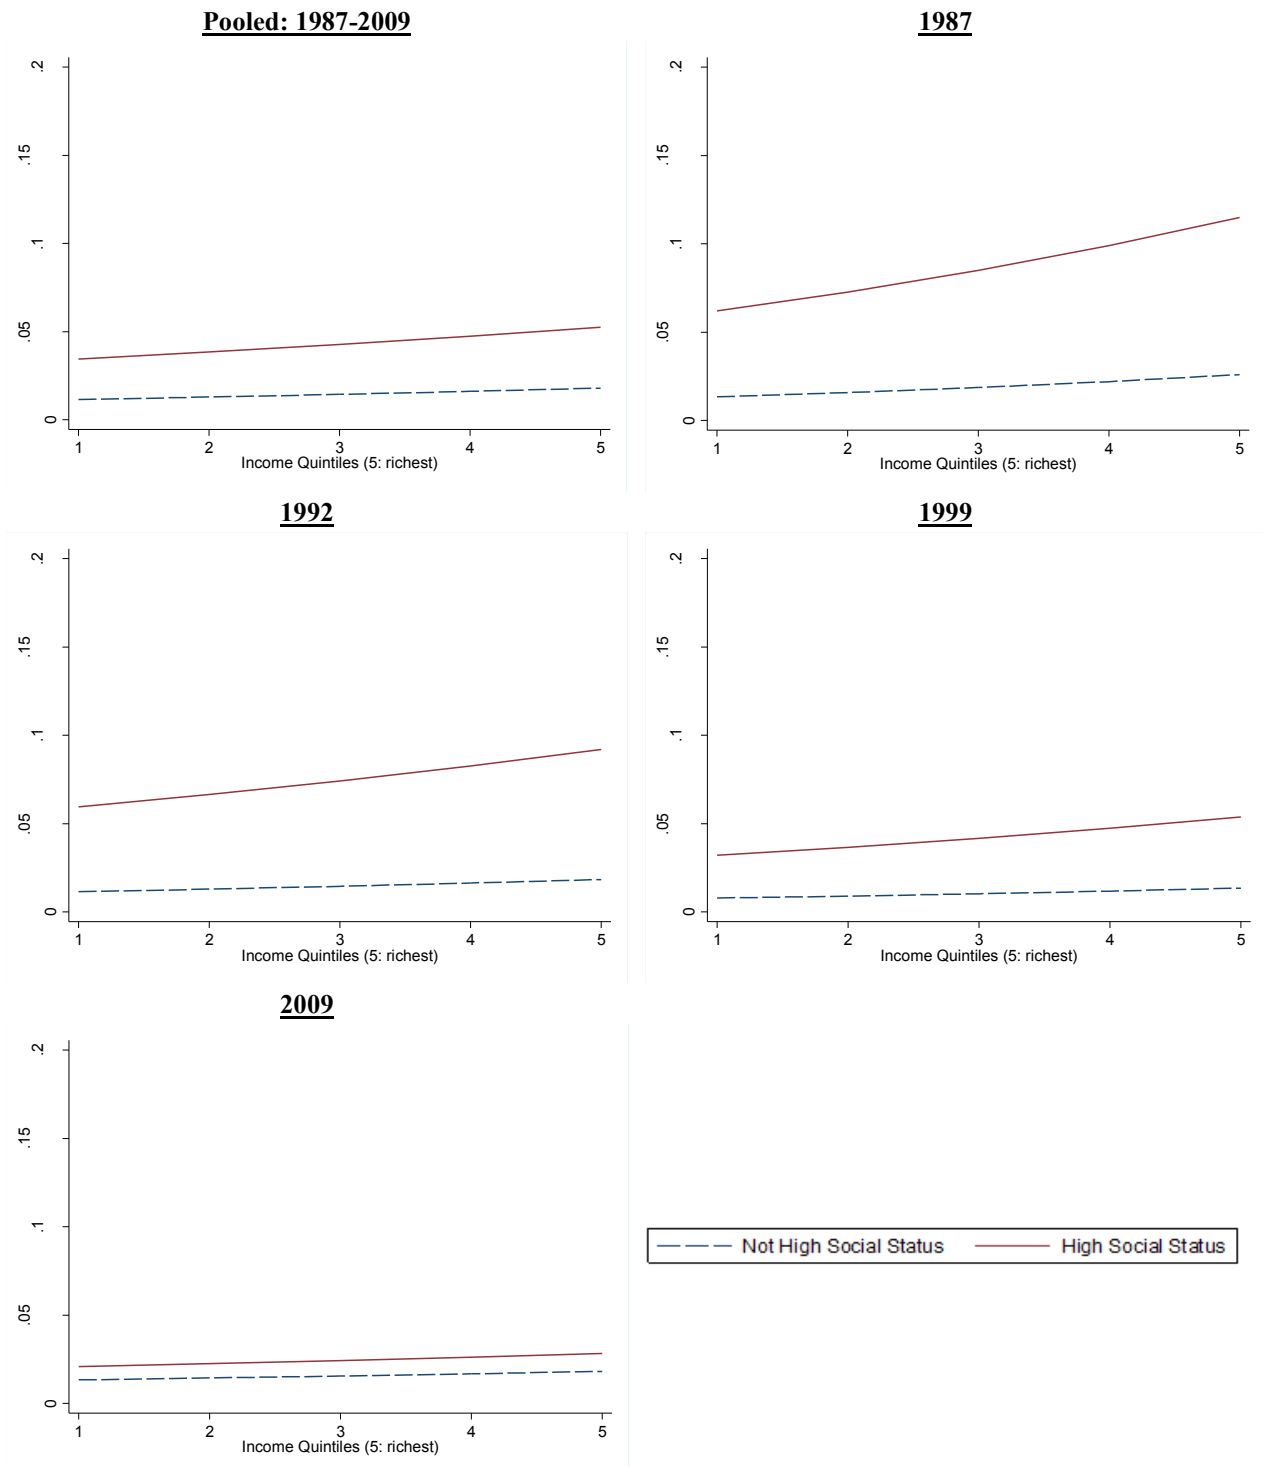 Pooled: 1987-2009
.2
.15
.1
.05
0
1 2 3 4 5
Income Quintiles (5: richest)
1987
.2
.15
.1
.05
0
1 2 3 4 5
Income Quintiles (5: richest)
1992
.2
.15
.1
.05
0
1 2 3 4 5
Income Quintiles (5: richest)
1999
.2
.15
.1
.05
0
1 2 3 4 5
Income Quintiles (5: richest)
2009
.2
.15
.1
.05
0
1 2 3 4 5
Income Quintiles (5: richest)
Not High Social Status High Social Status